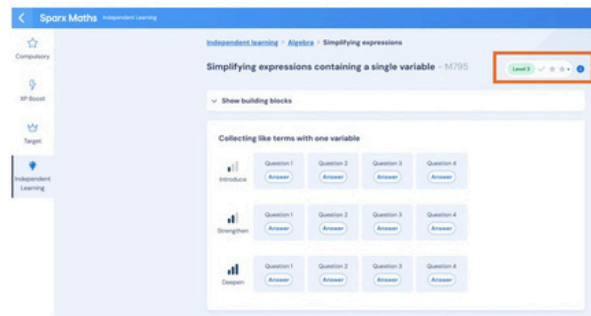 Sparx Maths Independent Learning
Compulsory
XP Boost
Target
Independent
Learning
Independent learning > Algebra > Simplifying expressions
Simplifying expressions containing a single variable - M795
Level 2
Show building blocks
Collecting like terms with one variable
Introduce
Question 1 Question 2 Question 3 Question 4
Answer Answer Answer Answer
Strengthen
Question 1 Question 2 Question 3 Question 4
Answer Answer Answer Answer
Deepen
Question 1 Question 2 Question 3 Question 4
Answer Answer Answer Answer